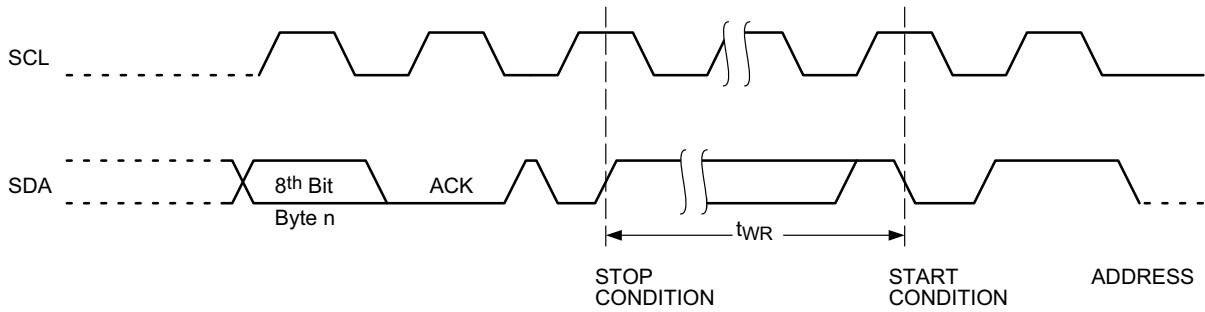 SCL
SDA
8th Bit
Byte n
ACK
tWR
STOP
CONDITION
START
CONDITION
ADDRESS